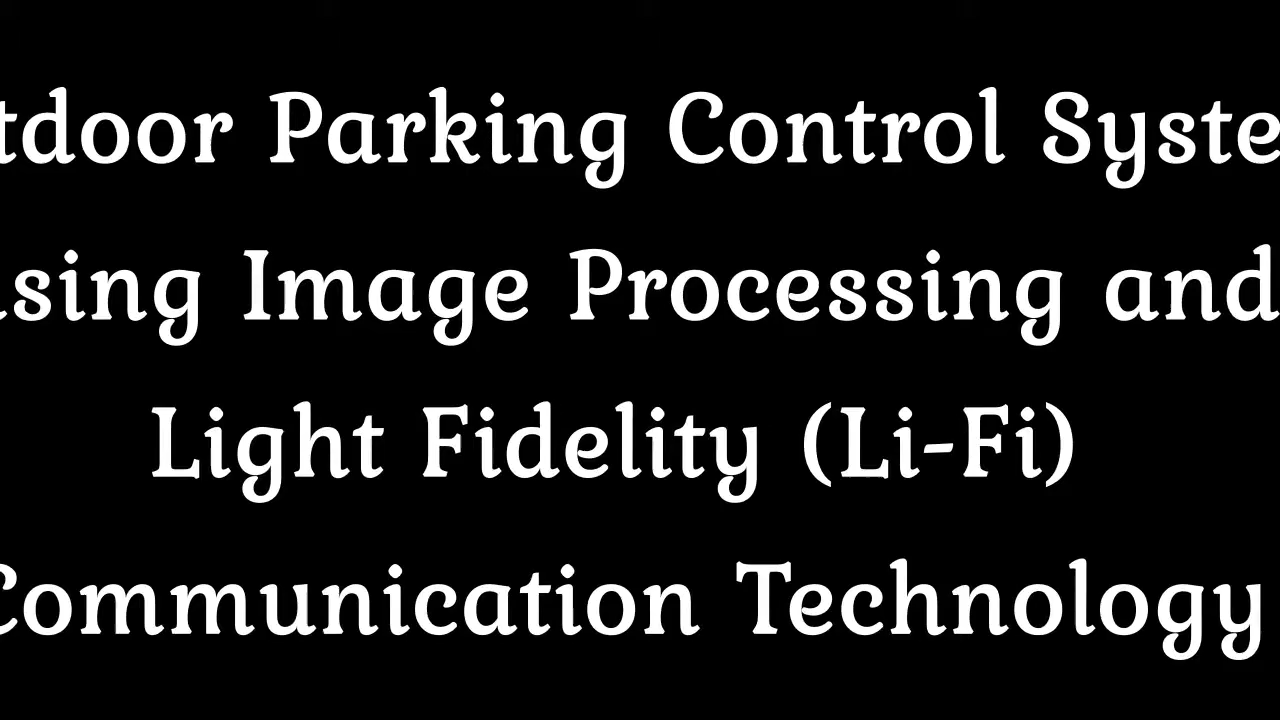 tdoor Parking Control Syste
sing Image Processing and
Light Fidelity (Li-Fi)
Communication Technology